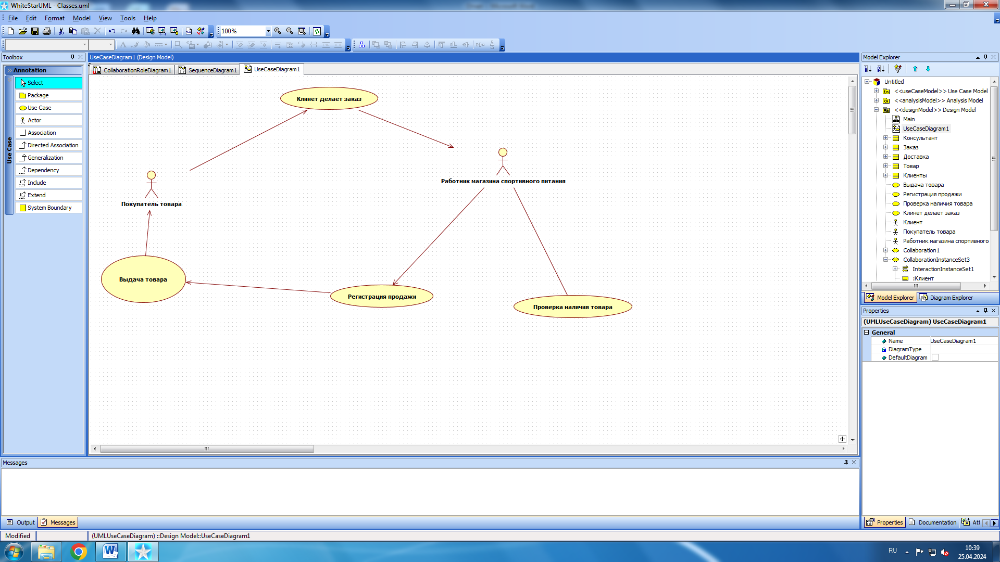 WhiteStarUML - Classes.uml
File Edit Format Model View Tools Help
100%
Toolbox
UseCaseDiagram1 (Design Model)
Model Explorer
Annotation
CollaborationRoleDiagram1 SequenceDiagram1 UseCaseDiagram1
Use Case
Select
Package
Use Case
Actor
Association
Directed Association
Generalization
Dependency
Include
Extend
System Boundary
Клинет делает заказ
Работник магазина спортивного питания
Покупатель товара
Выдача товара
Регистрация продажи
Проверка наличия товара
Untitled
<<useCaseModel>> Use Case Model
<<analysisModel>> Analysis Model
<<designModel>> Design Model
Main
UseCaseDiagram1
Консультант
Заказ
Доставка
Товар
Клиенты
Выдача товара
Регистрация продажи
Проверка наличия товара
Клинет делает заказ
Клиент
Покупатель товара
Работник магазина спортивного
Collaboration1
CollaborationInstanceSet3
InteractionInstanceSet1
:Клиент
Model Explorer Diagram Explorer
Properties
(UMLUseCaseDiagram) UseCaseDiagram1
General
Name UseCaseDiagram1
DiagramType
DefaultDiagram
Messages
Output Messages
Properties Documentation Att
Modified
(UMLUseCaseDiagram) ::Design Model::UseCaseDiagram1
RU
10:39
25.04.2024